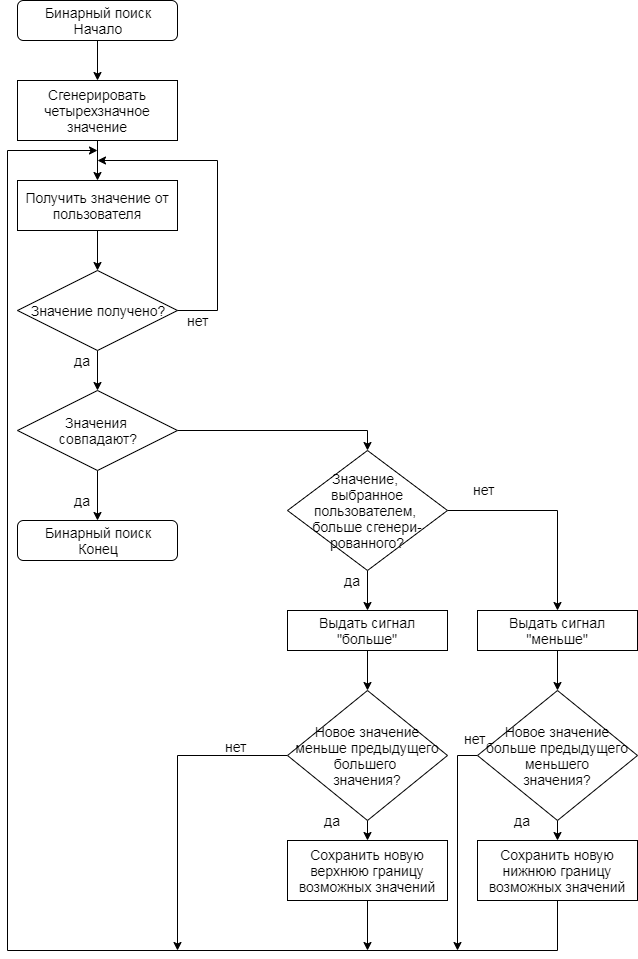 Бинарный поиск
Начало
Сгенерировать
четырехзначное
значение
Получить значение от
пользователя
Значение получено?
нет
да
Значения
совпадают?
да
Бинарный поиск
Конец
Значение,
выбранное
пользователем,
больше сгенери-
рованного?
нет
да
Выдать сигнал
"больше"
Выдать сигнал
"меньше"
Новое значение
меньше предыдущего
большего
значения?
нет
да
Новое значение
больше предыдущего
меньшего
значения?
нет
да
Сохранить новую
верхнюю границу
возможных значений
Сохранить новую
нижнюю границу
возможных значений